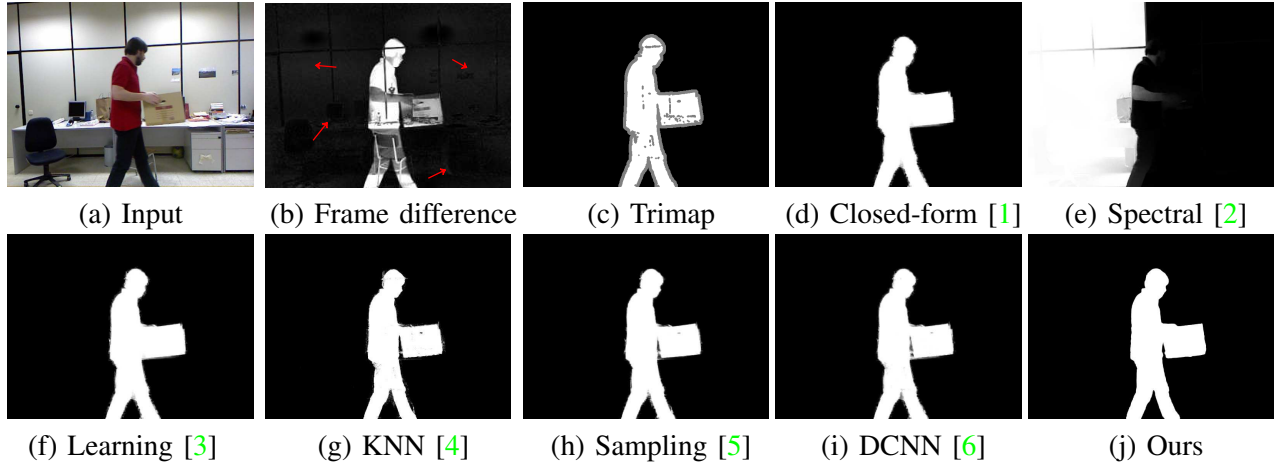 (a) Input
(b) Frame difference
(c) Trimap
(d) Closed-form [1]
(e) Spectral [2]
(f) Learning [3]
(g) KNN [4]
(h) Sampling [5]
(i) DCNN [6]
(j) Ours